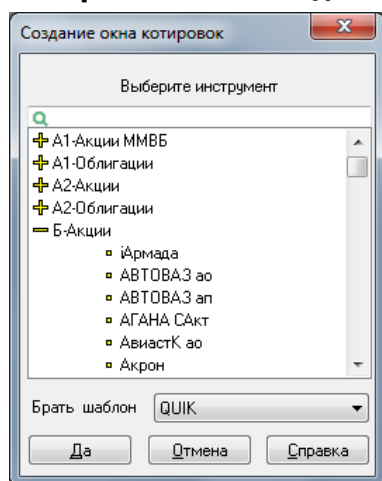 Создание окна котировок
Выберите инструмент
А1-Акции ММВБ
А1-Облигации
А2-Акции
А2-Облигации
Б-Акции
iАрмада
АВТОВАЗ ао
АВТОВАЗ ап
АГАНА САкт
АвиастК ао
Акрон
Брать шаблон QUIK
Да Отмена Справка